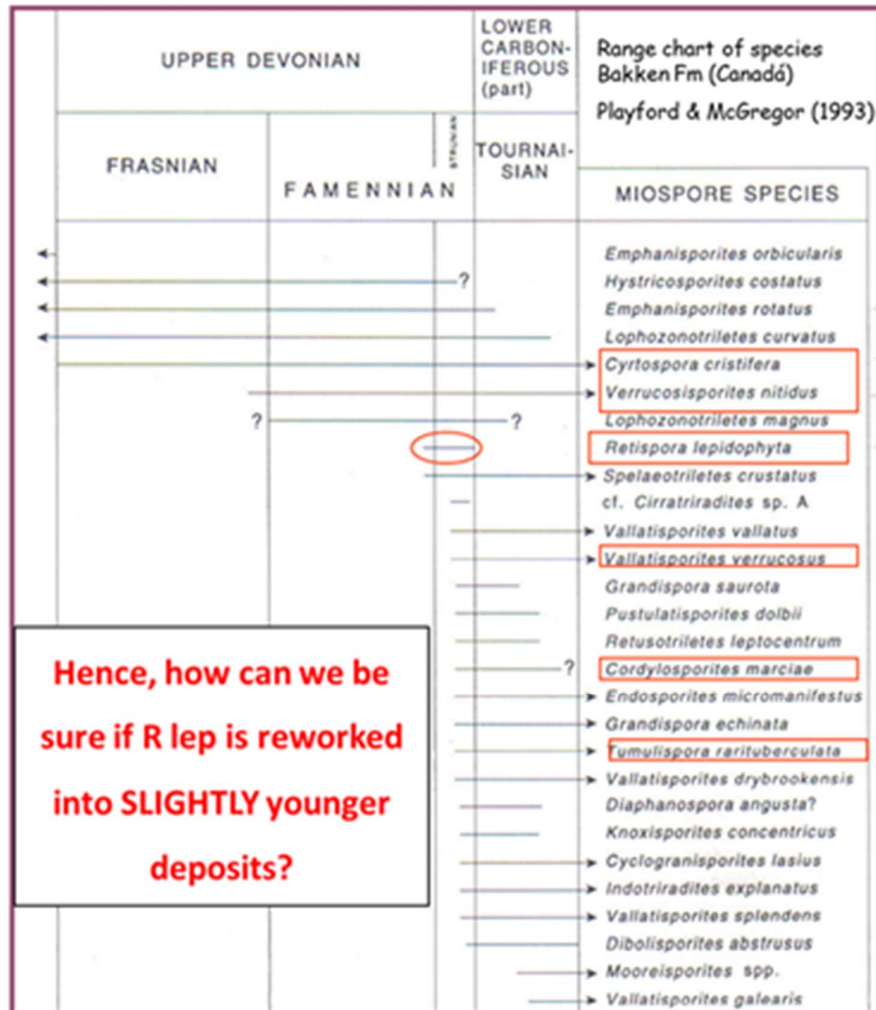 UPPER DEVONIAN
LOWER
CARBON-
IFEROUS
(part)
Range chart of species
Bakken Fm (Canadá)
Playford & McGregor (1993)
FRASNIAN
FAMENNIAN
STRUNIAN
TOURNAI-
SIAN
MIOSPORE SPECIES
Emphanisporites orbicularis
? Hystricosporites costatus
Emphanisporites rotatus
Lophozonotriletes curvatus
Cyrtospora cristifera
Verrucosisporites nitidus
? ? Lophozonotriletes magnus
Retispora lepidophyta
Spelaeotriletes crustatus
cf. Cirratriradites sp. A
Vallatisporites vallatus
Vallatisporites verrucosus
Grandispora saurota
Pustulatisporites dolbii
Retusotriletes leptocentrum
? Cordylosporites marciae
Endosporites micromanifestus
Grandispora echinata
Tumulispora rarituberculata
Vallatisporites drybrookensis
Diaphanospora angusta?
Knoxisporites concentricus
Cyclogranisporites lasius
Indotriradites explanatus
Vallatisporites splendens
Dibolisporites abstrusus
Mooreisporites spp.
Vallatisporites galearis
Hence, how can we be
sure if R lep is reworked
into SLIGHTLY younger
deposits?